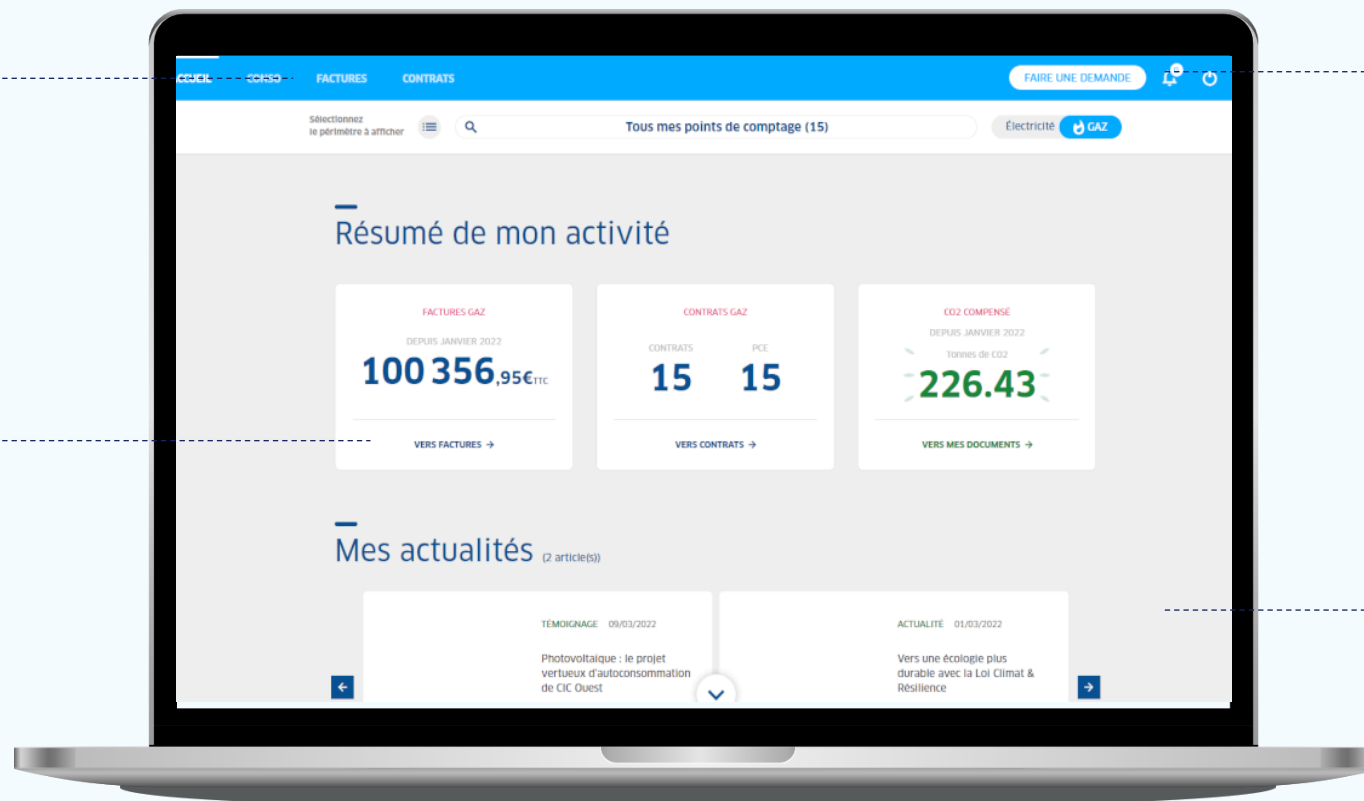 CCUEIL CONSO FACTURES CONTRATS FAIRE UNE DEMANDE
Sélectionnez
le périmètre à afficher
Tous mes points de comptage (15)
Électricité GAZ
Résumé de mon activité
FACTURES GAZ
DEPUIS JANVIER 2022
100 356,95€TTC
VERS FACTURES →
CONTRATS GAZ
CONTRATS PCE
15 15
VERS CONTRATS →
CO2 COMPENSÉ
DEPUIS JANVIER 2022
Tonnes de CO2
226.43
VERS MES DOCUMENTS →
Mes actualités (2 article(s))
TÉMOIGNAGE 09/03/2022
Photovoltaïque : le projet
vertueux d'autoconsommation
de CIC Ouest
ACTUALITÉ 01/03/2022
Vers une écologie plus
durable avec la Loi Climat &
Résilience